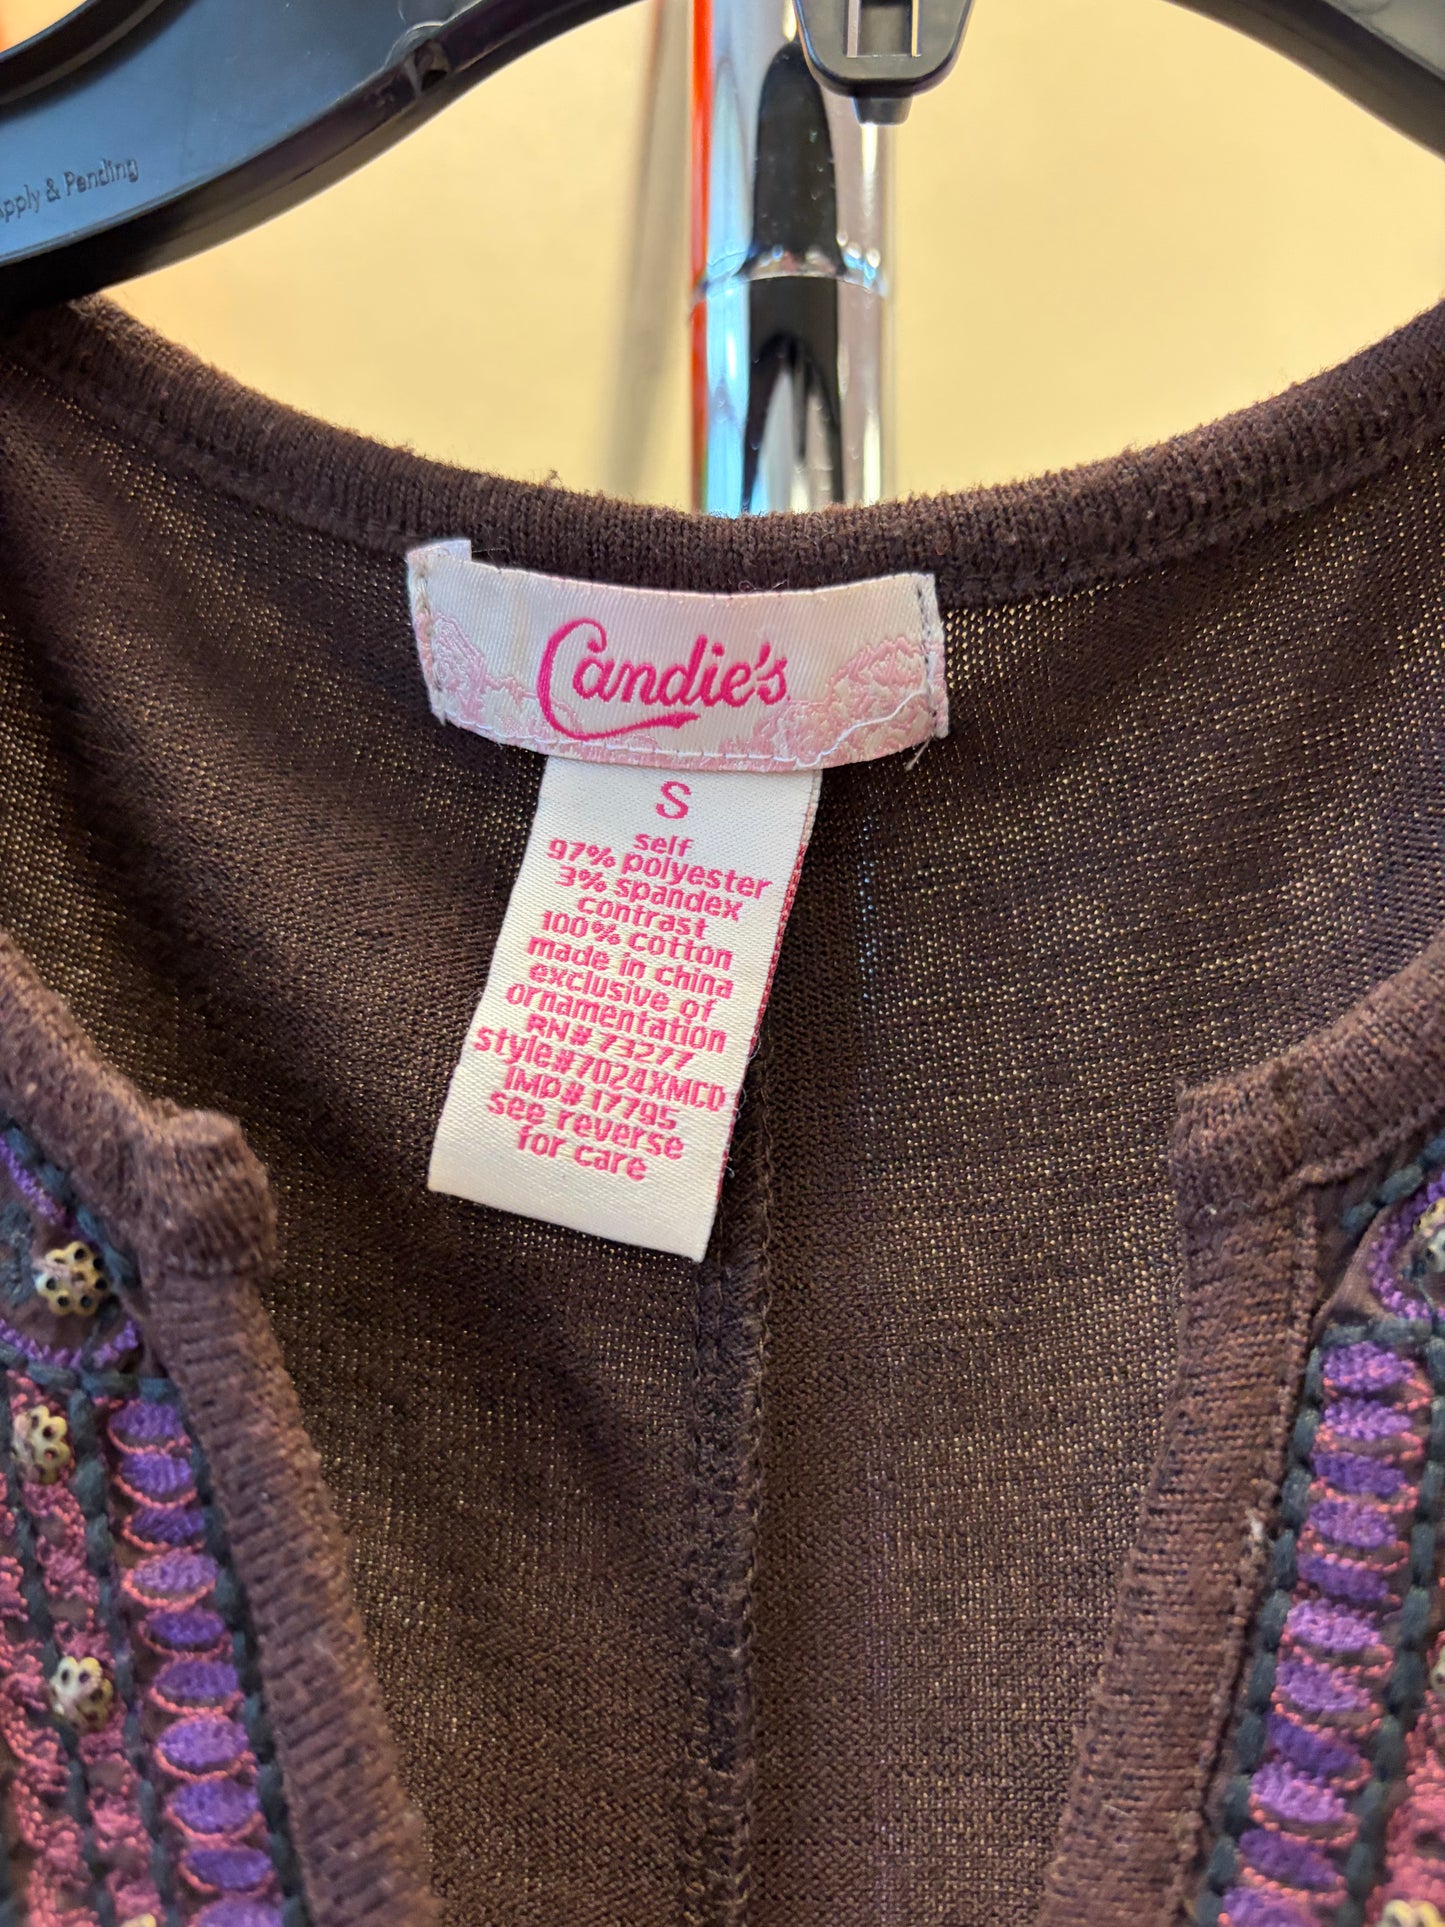 Apply & Pending
Candie's
S
self
97% polyester
3% spandex
contrast
100% cotton
made in china
exclusive of
ornamentation
RN# 73277
style#7024XMCD
IMP# 17795
see reverse
for care